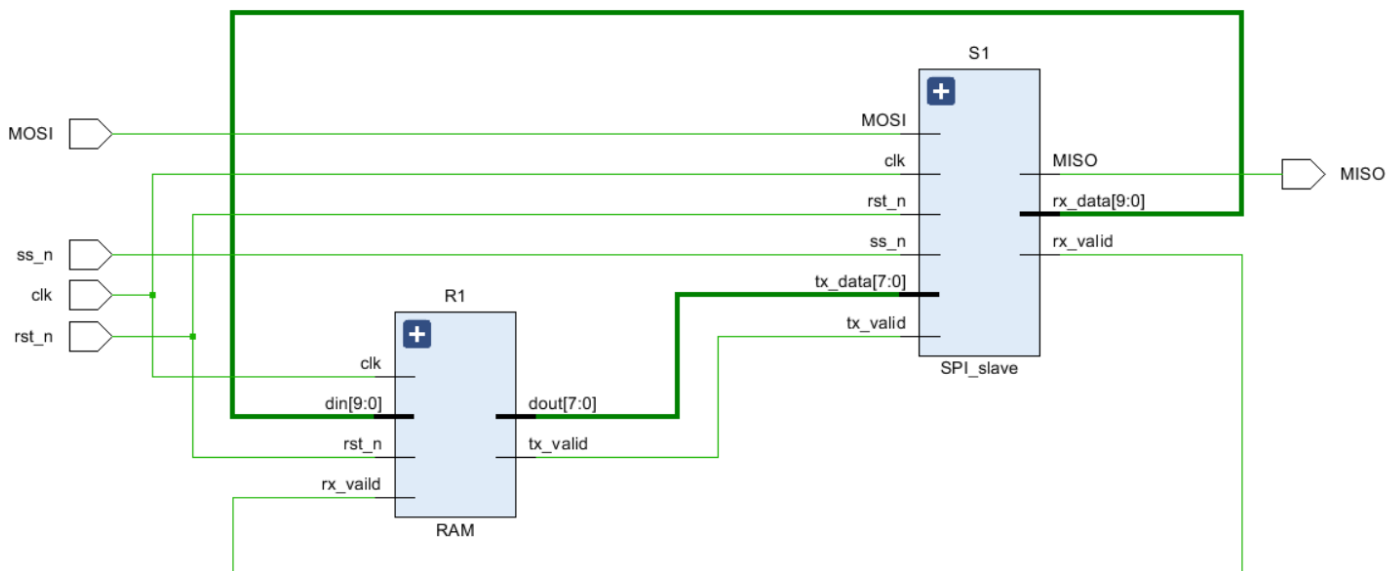 S1
MOSI
MOSI
clk
MISO
MISO
rst_n
rx_data[9:0]
ss_n
rx_valid
ss_n
clk
tx_data[7:0]
R1
rst_n
tx_valid
clk
SPI_slave
din[9:0]
dout[7:0]
rst_n
tx_valid
rx_vaild
RAM